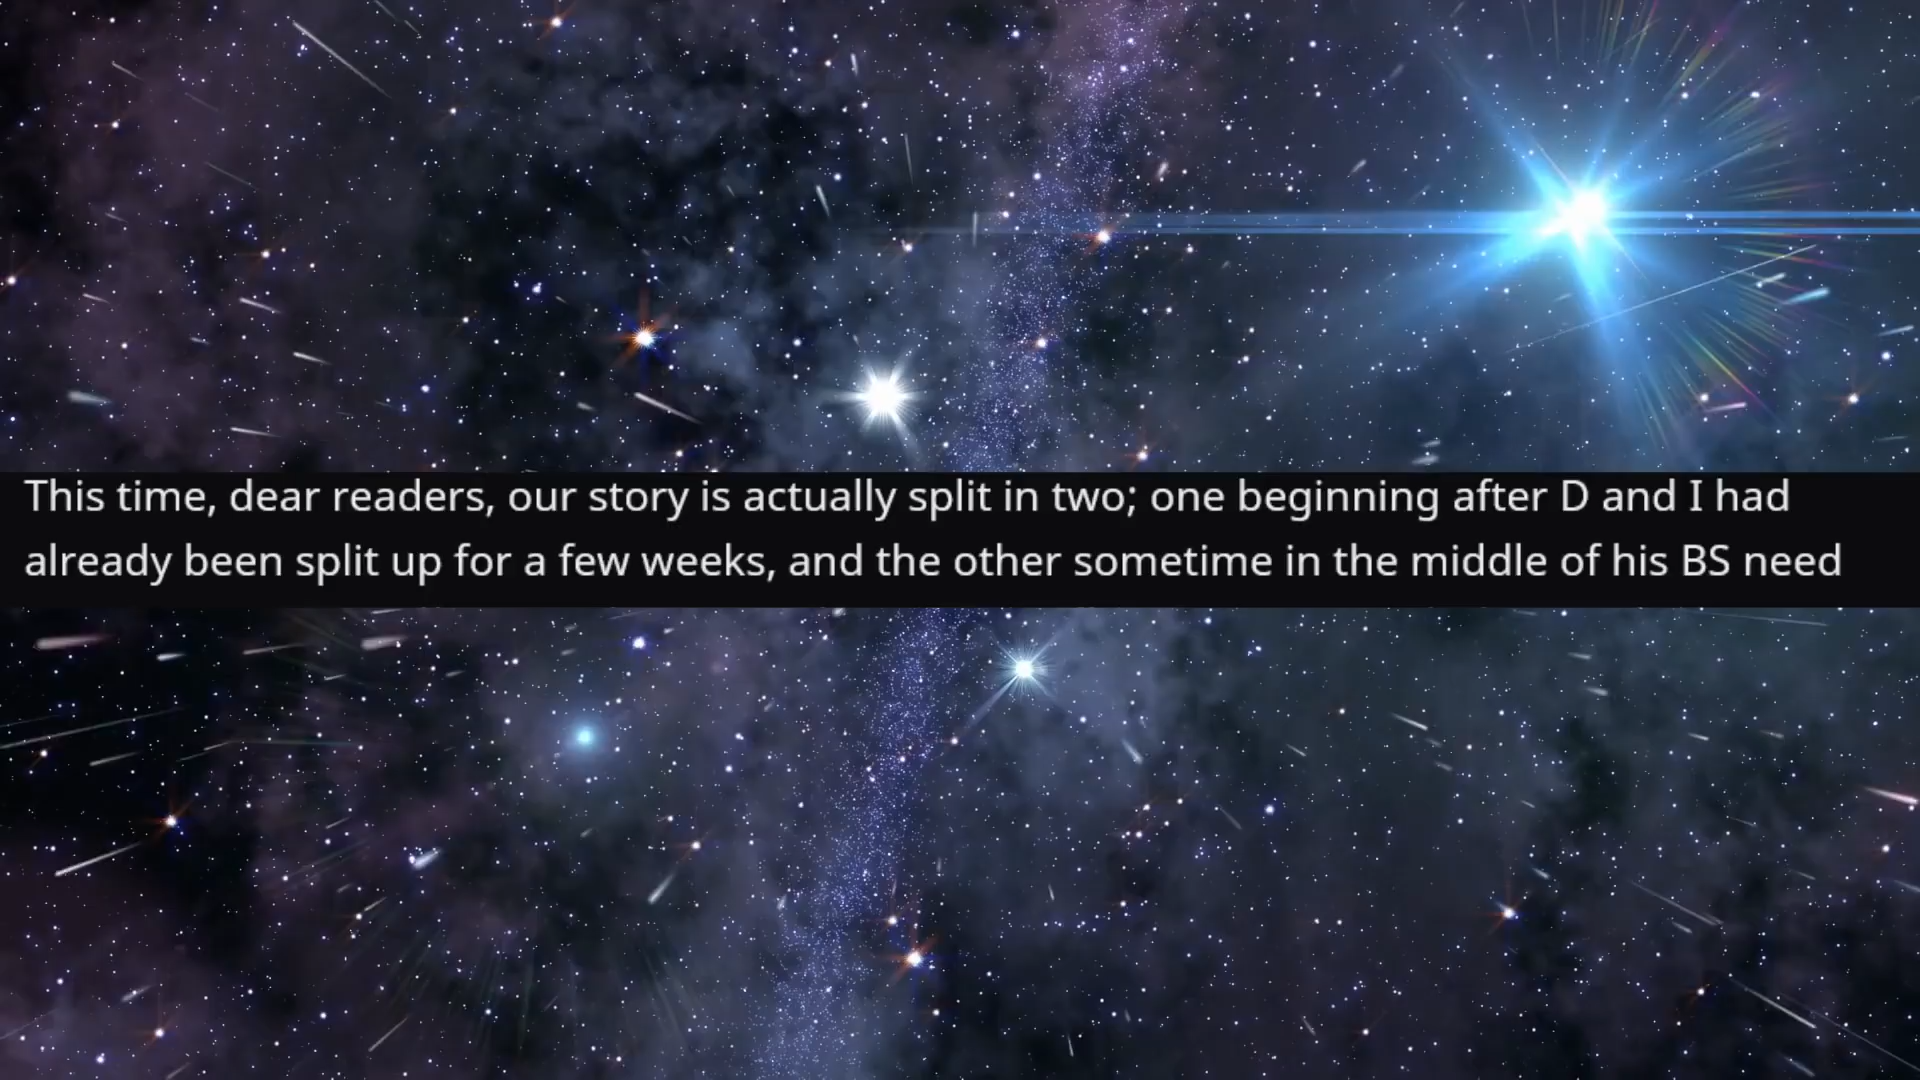 This time, dear readers, our story is actually split in two; one beginning after D and I had
already been split up for a few weeks, and the other sometime in the middle of his BS need